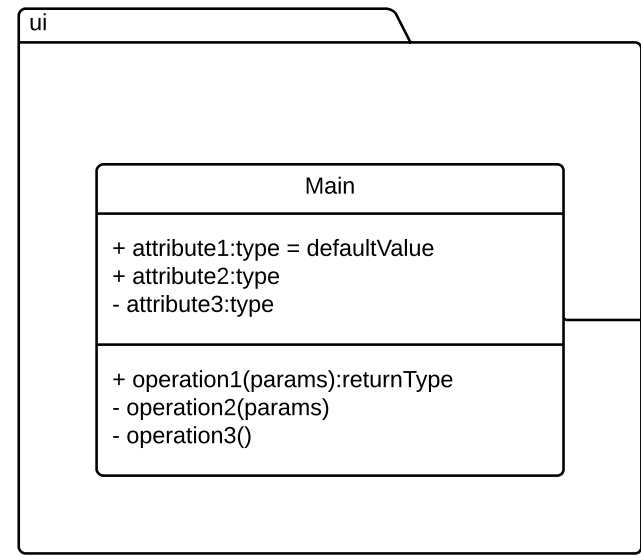 ui
Main
+ attribute1:type = defaultValue
+ attribute2:type
- attribute3:type
+ operation1(params):returnType
- operation2(params)
- operation3()